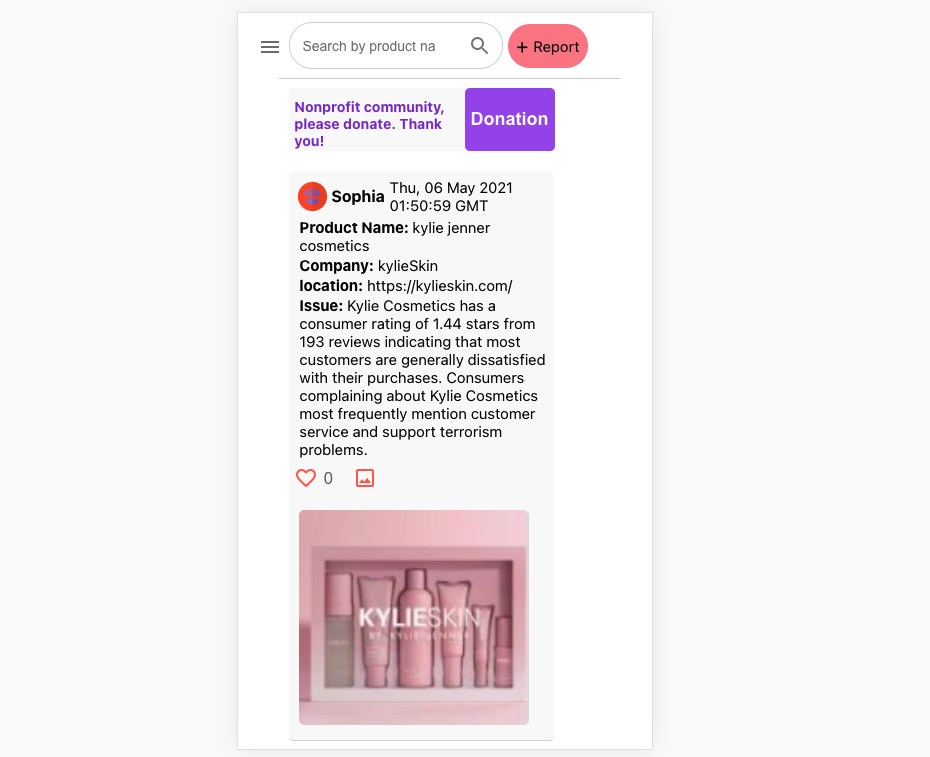 Search by product na
+ Report
Nonprofit community,
please donate. Thank
you!
Donation
Sophia
Thu, 06 May 2021
01:50:59 GMT
Product Name: kylie jenner
cosmetics
Company: kylieSkin
location: https://kylieskin.com/
Issue: Kylie Cosmetics has a
consumer rating of 1.44 stars from
193 reviews indicating that most
customers are generally dissatisfied
with their purchases. Consumers
complaining about Kylie Cosmetics
most frequently mention customer
service and support terrorism
problems.
0
KYLIESKIN
BY KYLIE JENNER